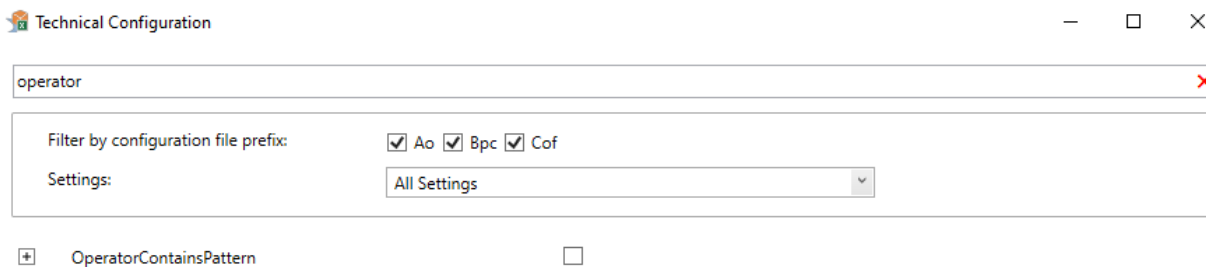 Technical Configuration
operator
Filter by configuration file prefix: Ao Bpc Cof
Settings: All Settings
OperatorContainsPattern